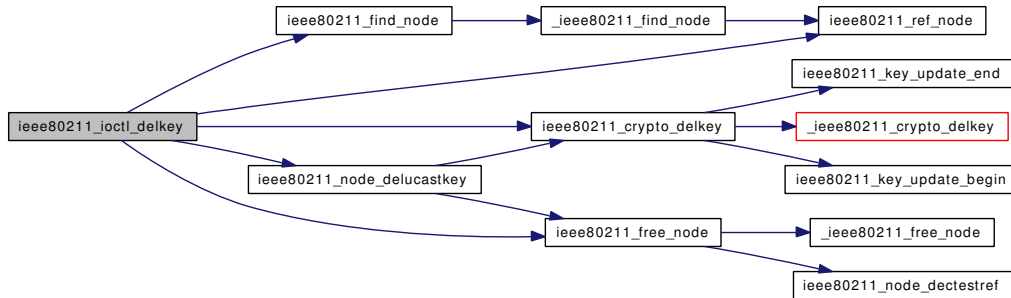 ieee80211_find_node
_ieee80211_find_node
ieee80211_ref_node
ieee80211_key_update_end
ieee80211_ioctl_delkey
ieee80211_crypto_delkey
_ieee80211_crypto_delkey
ieee80211_node_delucastkey
ieee80211_key_update_begin
ieee80211_free_node
_ieee80211_free_node
ieee80211_node_dectestref